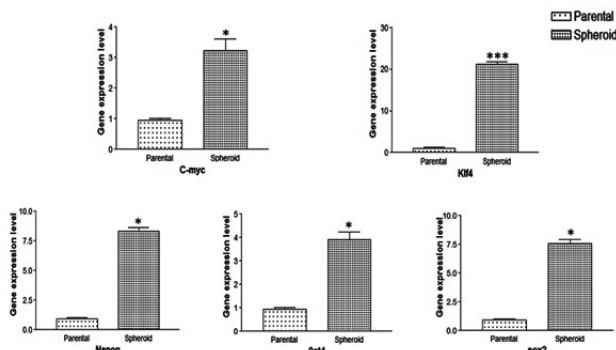 Parental
Spheroid
Gene expression level
4
3
2
1
0
*
Parental
Spheroid
C-myc
Gene expression level
30
20
10
0
***
Parental
Spheroid
Klf4
Gene expression level
10.0
7.5
5.0
2.5
0.0
*
Parental
Spheroid
Gene expression level
5
4
3
2
1
0
*
Parental
Spheroid
Gene expression level
10.0
7.5
5.0
2.5
0.0
*
Parental
Spheroid